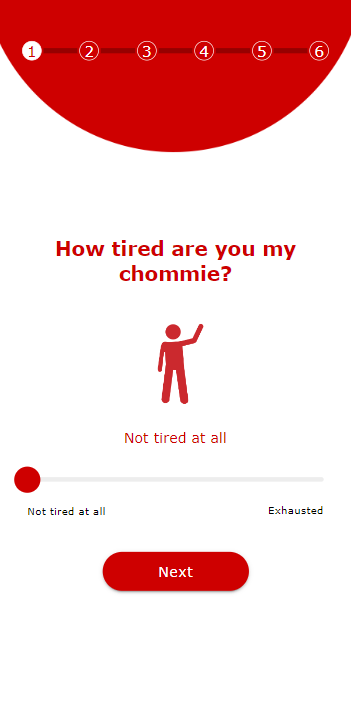 1 2 3 4 5 6
How tired are you my
chommie?
Not tired at all
Not tired at all Exhausted
Next